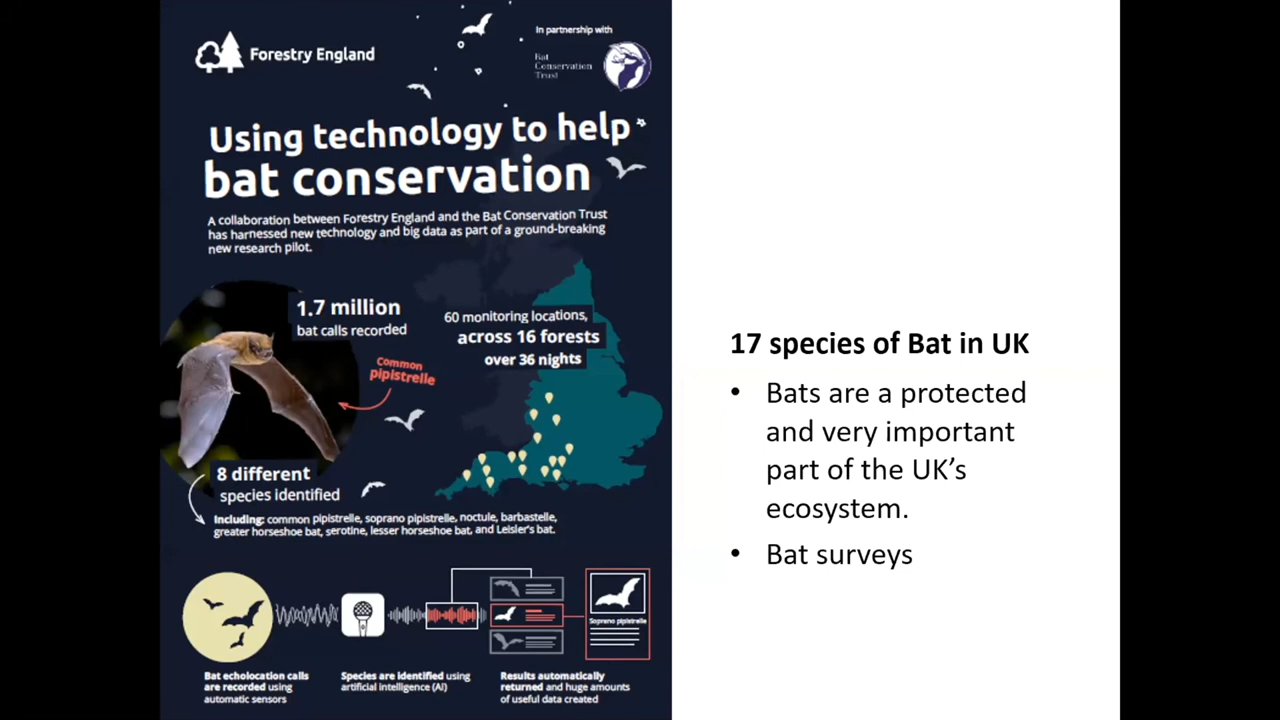 Forestry England
In partnership with
Bat
Conservation
Trust
Using technology to help
bat conservation
A collaboration between Forestry England and the Bat Conservation Trust
has harnessed new technology and big data as part of a ground-breaking
new research pilot.
1.7 million
bat calls recorded
Common
pipistrelle
60 monitoring locations,
across 16 forests
over 36 nights
8 different
species identified
Including: common pipistrelle, soprano pipistrelle, noctule, barbastelle,
greater horseshoe bat, serotine, lesser horseshoe bat, and Leisler's bat.
Soprano pipistrelle
Bat echolocation calls
are recorded using
automatic sensors
Species are identified using
artificial intelligence (AI)
Results automatically
returned and huge amounts
of useful data created
17 species of Bat in UK
• Bats are a protected
and very important
part of the UK’s
ecosystem.
• Bat surveys